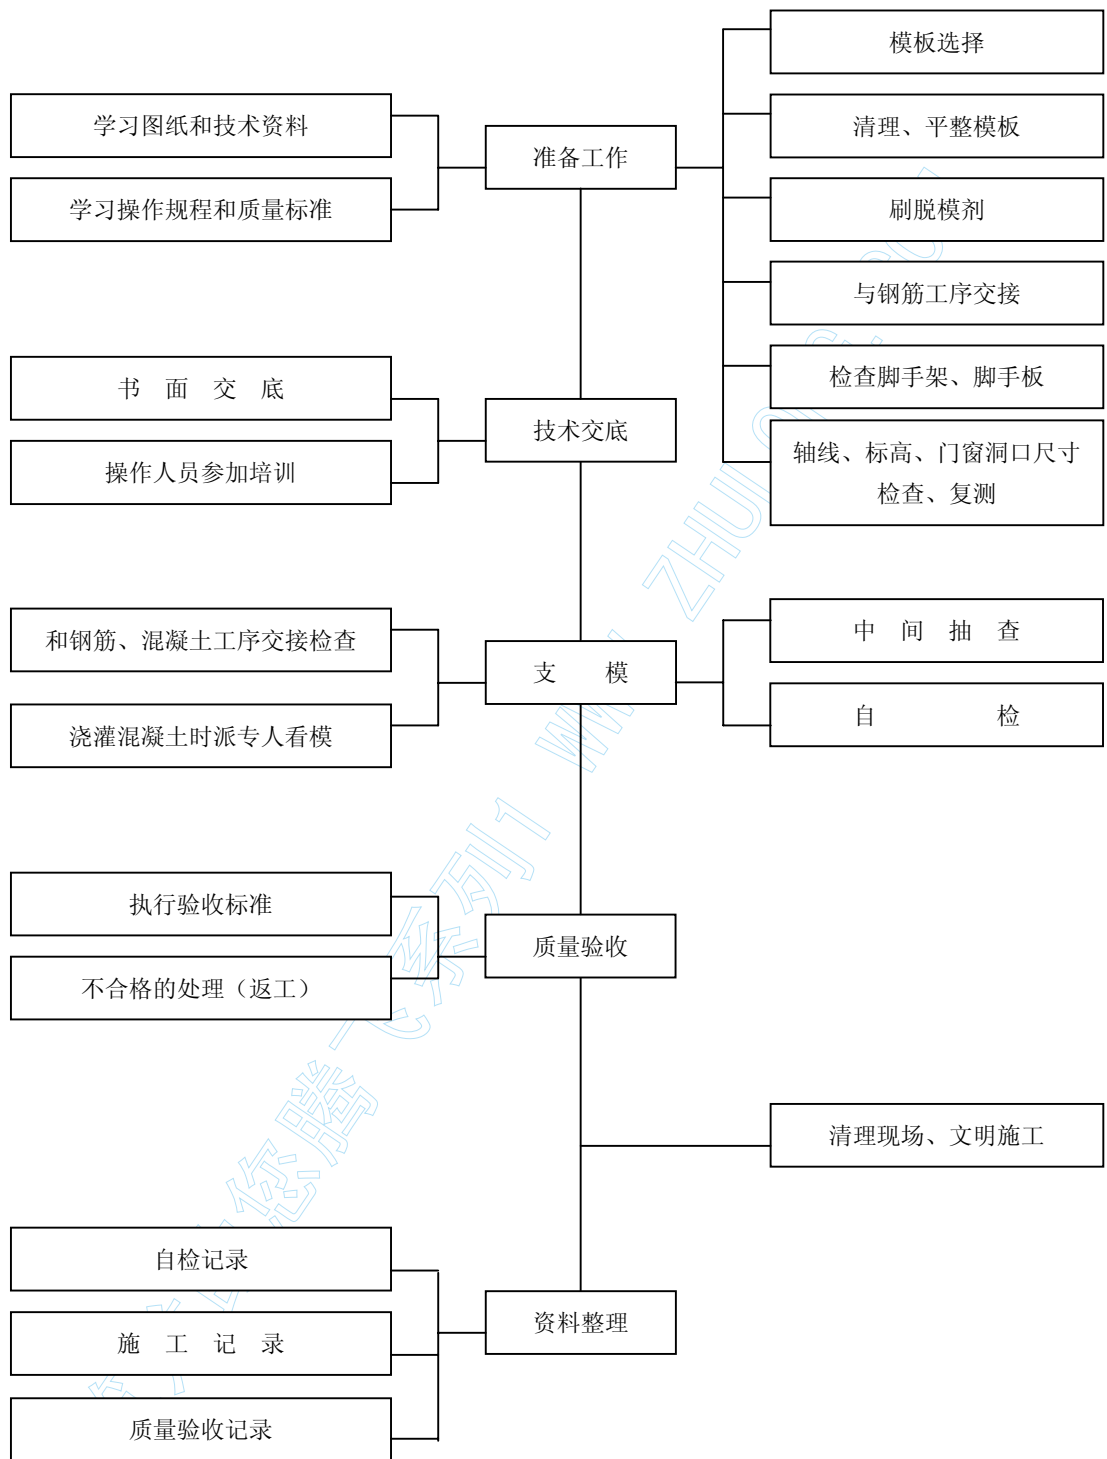 模板选择
学习图纸和技术资料
清理、平整模板
准备工作
学习操作规程和质量标准
刷脱模剂
与钢筋工序交接
书 面 交 底
检查脚手架、脚手板
技术交底
操作人员参加培训
轴线、标高、门窗洞口尺寸
检查、复测
和钢筋、混凝土工序交接检查
中 间 抽 查
支 模
浇灌混凝土时派专人看模
自 检
执行验收标准
质量验收
不合格的处理（返工）
清理现场、文明施工
自检记录
资料整理
施 工 记 录
质量验收记录